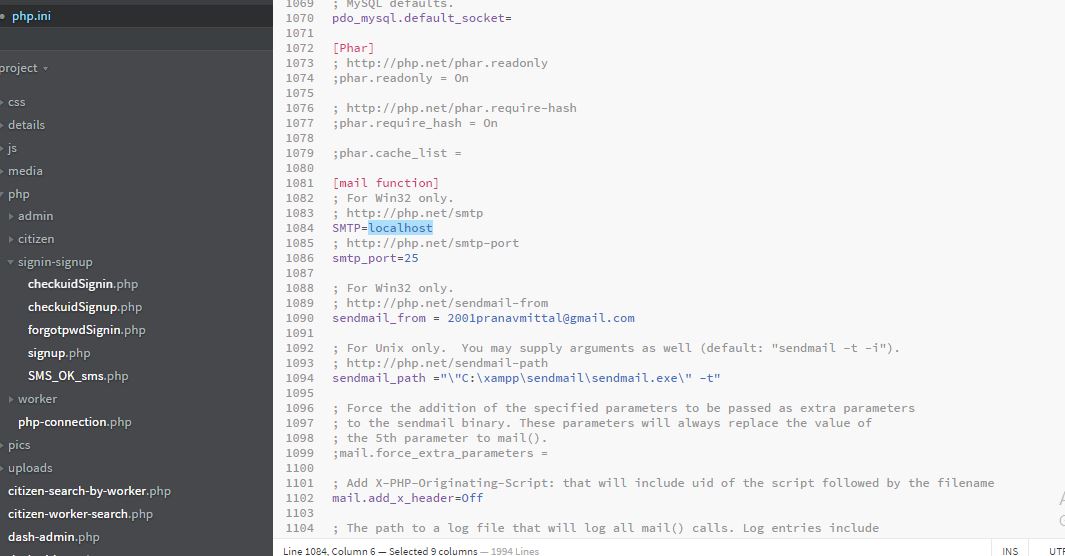 php.ini
project
css
details
js
media
php
admin
citizen
signin-signup
checkuidSignin.php
checkuidSignup.php
forgotpwdSignin.php
signup.php
SMS_OK_sms.php
worker
php-connection.php
pics
uploads
citizen-search-by-worker.php
citizen-worker-search.php
dash-admin.php
1069 ; MySQL defaults.
1070 pdo_mysql.default_socket=
1071
1072 [Phar]
1073 ; http://php.net/phar.readonly
1074 ;phar.readonly = On
1075
1076 ; http://php.net/phar.require-hash
1077 ;phar.require_hash = On
1078
1079 ;phar.cache_list =
1080
1081 [mail function]
1082 ; For Win32 only.
1083 ; http://php.net/smtp
1084 SMTP=localhost
1085 ; http://php.net/smtp-port
1086 smtp_port=25
1087
1088 ; For Win32 only.
1089 ; http://php.net/sendmail-from
1090 sendmail_from = 2001pranavmittal@gmail.com
1091
1092 ; For Unix only.  You may supply arguments as well (default: "sendmail -t -i").
1093 ; http://php.net/sendmail-path
1094 sendmail_path ="\"C:\xampp\sendmail\sendmail.exe\" -t"
1095
1096 ; Force the addition of the specified parameters to be passed as extra parameters
1097 ; to the sendmail binary. These parameters will always replace the value of
1098 ; the 5th parameter to mail().
1099 ;mail.force_extra_parameters =
1100
1101 ; Add X-PHP-Originating-Script: that will include uid of the script followed by the filename
1102 mail.add_x_header=Off
1103
1104 ; The path to a log file that will log all mail() calls. Log entries include
Line 1084, Column 6 — Selected 9 columns — 1994 Lines
INS